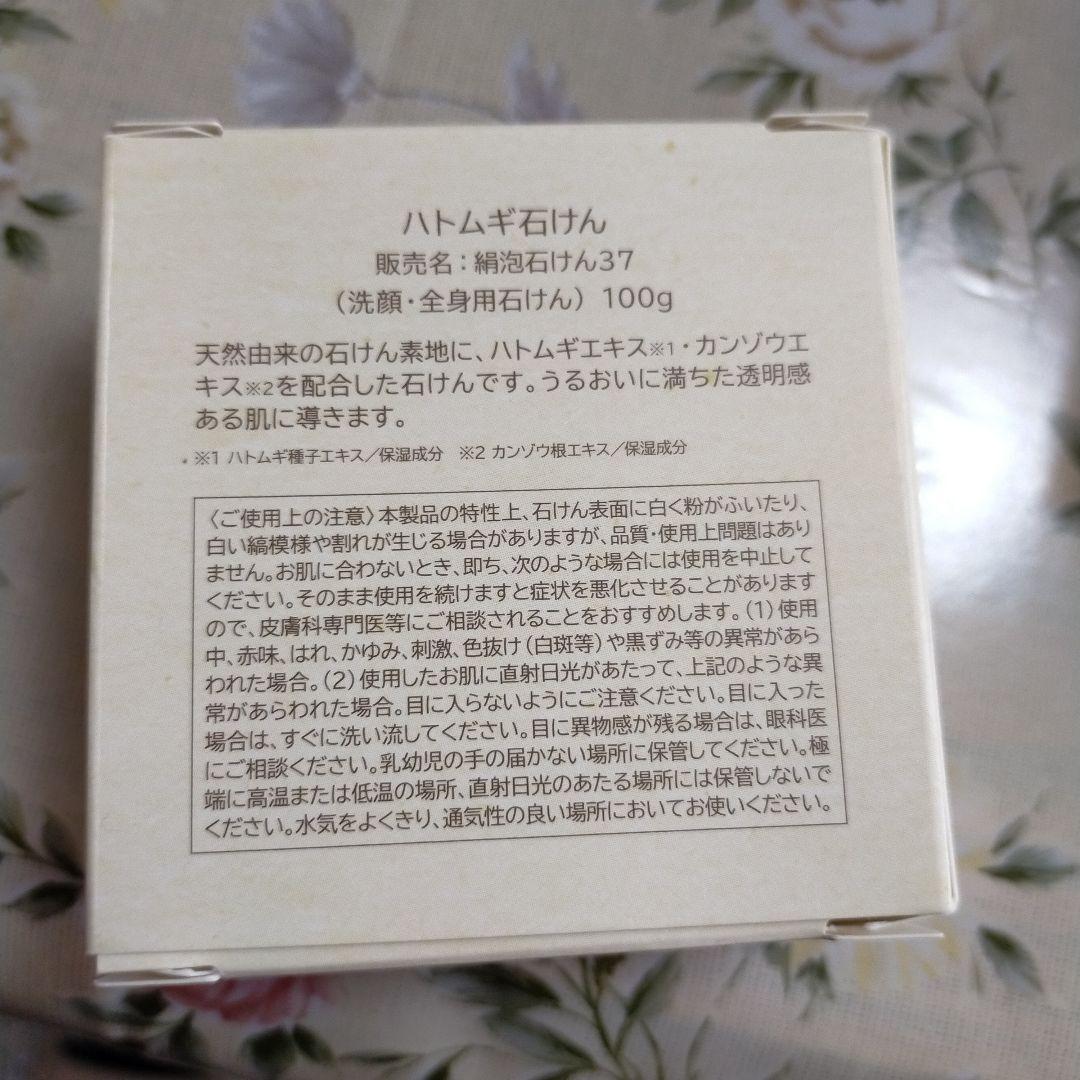 ハトムギ石けん
販売名：絹泡石けん37
（洗顔・全身用石けん） 100g
天然由来の石けん素地に、ハトムギエキス※1・カンゾウエ
キス※2を配合した石けんです。うるおいに満ちた透明感
ある肌に導きます。
※1 ハトムギ種子エキス／保湿成分 ※2 カンゾウ根エキス／保湿成分
〈ご使用上の注意〉本製品の特性上、石けん表面に白く粉がふいたり、
白い縞模様や割れが生じる場合がありますが、品質・使用上問題はあり
ません。お肌に合わないとき、即ち、次のような場合には使用を中止して
ください。そのまま使用を続けますと症状を悪化させることがあります
ので、皮膚科専門医等にご相談されることをおすすめします。（1）使用
中、赤味、はれ、かゆみ、刺激、色抜け（白斑等）や黒ずみ等の異常があら
われた場合。（2）使用したお肌に直射日光があたって、上記のような異
常があらわれた場合。目に入らないようにご注意ください。目に入った
場合は、すぐに洗い流してください。目に異物感が残る場合は、眼科医
にご相談ください。乳幼児の手の届かない場所に保管してください。極
端に高温または低温の場所、直射日光のあたる場所には保管しないで
ください。水気をよくきり、通気性の良い場所においてお使いください。